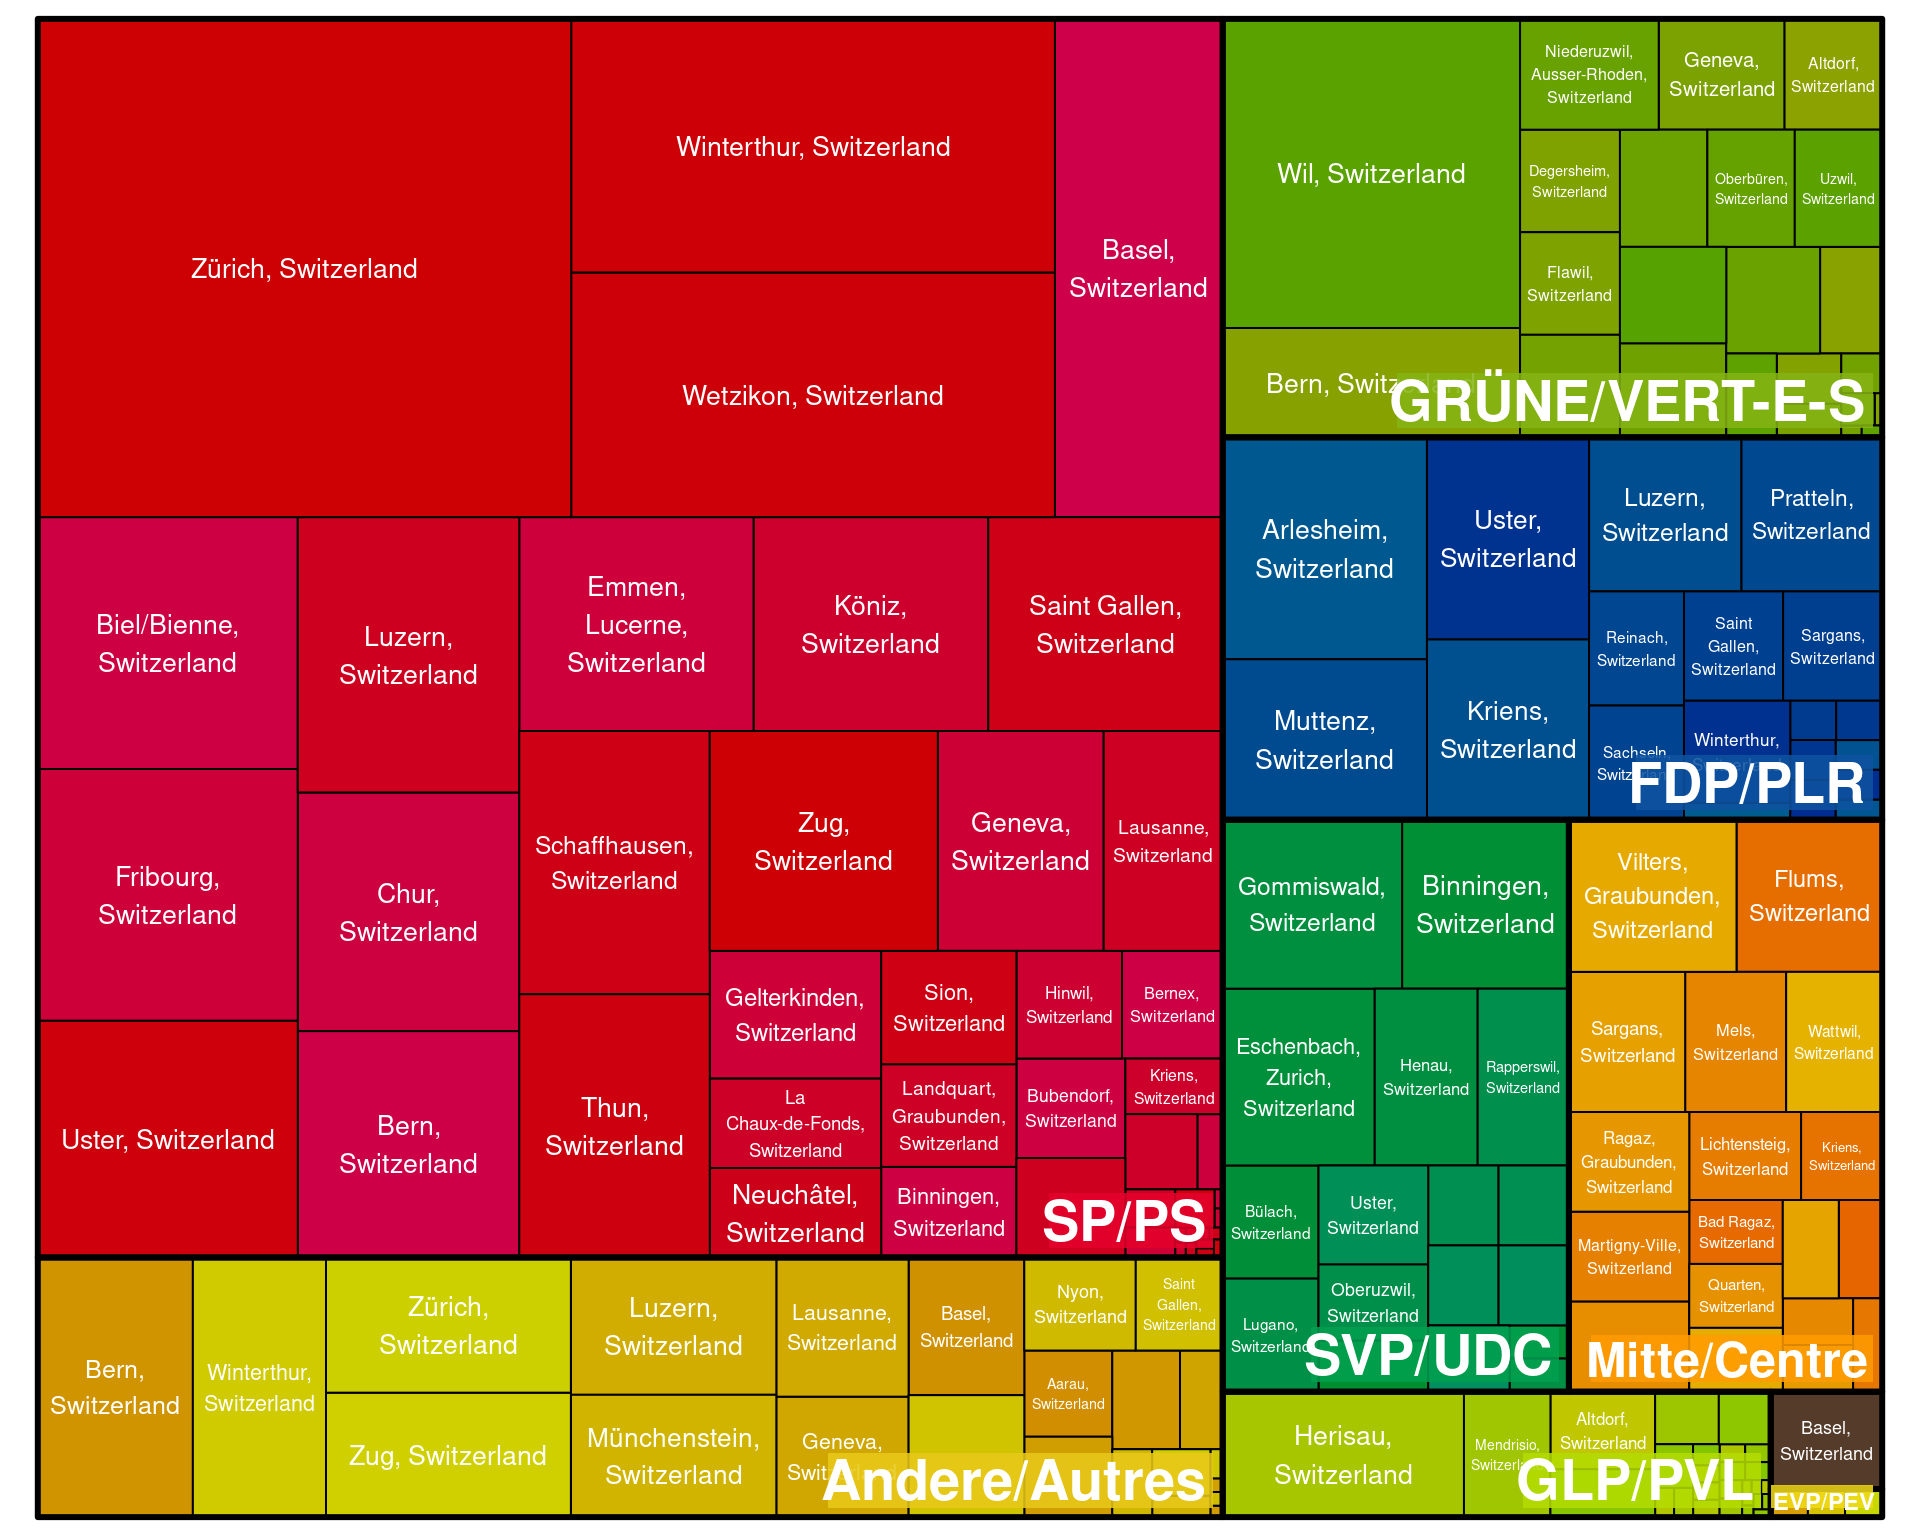 Zürich, Switzerland
Winterthur, Switzerland
Wetzikon, Switzerland
Basel,
Switzerland
Biel/Bienne,
Switzerland
Luzern,
Switzerland
Emmen,
Lucerne,
Switzerland
Köniz,
Switzerland
Saint Gallen,
Switzerland
Fribourg,
Switzerland
Chur,
Switzerland
Schaffhausen,
Switzerland
Zug,
Switzerland
Geneva,
Switzerland
Lausanne,
Switzerland
Uster, Switzerland
Bern,
Switzerland
Thun,
Switzerland
Gelterkinden,
Switzerland
Sion,
Switzerland
Hinwil,
Switzerland
Bernex,
Switzerland
La
Chaux-de-Fonds,
Switzerland
Landquart,
Graubunden,
Switzerland
Bubendorf,
Switzerland
Kriens,
Switzerland
Neuchâtel,
Switzerland
Binningen,
Switzerland
SP/PS
Bern,
Switzerland
Winterthur,
Switzerland
Zürich,
Switzerland
Zug, Switzerland
Luzern,
Switzerland
Münchenstein,
Switzerland
Lausanne,
Switzerland
Geneva,
Switzerland
Basel,
Switzerland
Nyon,
Switzerland
Saint
Gallen,
Switzerland
Aarau,
Switzerland
Andere/Autres
Wil, Switzerland
Bern, Switzerland
Niederuzwil,
Ausser-Rhoden,
Switzerland
Geneva,
Switzerland
Altdorf,
Switzerland
Degersheim,
Switzerland
Oberbüren,
Switzerland
Uzwil,
Switzerland
Flawil,
Switzerland
GRÜNE/VERT-E-S
Arlesheim,
Switzerland
Uster,
Switzerland
Luzern,
Switzerland
Pratteln,
Switzerland
Muttenz,
Switzerland
Kriens,
Switzerland
Reinach,
Switzerland
Saint
Gallen,
Switzerland
Sargans,
Switzerland
Sachseln,
Switzerland
Winterthur,
Switzerland
FDP/PLR
Gommiswald,
Switzerland
Binningen,
Switzerland
Eschenbach,
Zurich,
Switzerland
Henau,
Switzerland
Rapperswil,
Switzerland
Bülach,
Switzerland
Uster,
Switzerland
Oberuzwil,
Switzerland
Lugano,
Switzerland
SVP/UDC
Vilters,
Graubunden,
Switzerland
Flums,
Switzerland
Sargans,
Switzerland
Mels,
Switzerland
Wattwil,
Switzerland
Ragaz,
Graubunden,
Switzerland
Lichtensteig,
Switzerland
Kriens,
Switzerland
Martigny-Ville,
Switzerland
Bad Ragaz,
Switzerland
Quarten,
Switzerland
Mitte/Centre
Herisau,
Switzerland
Mendrisio,
Switzerland
Altdorf,
Switzerland
GLP/PVL
Basel,
Switzerland
EVP/PEV